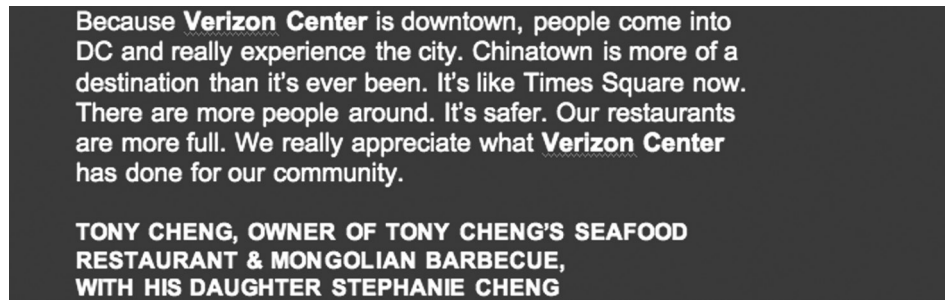 Because Verizon Center is downtown, people come into
DC and really experience the city. Chinatown is more of a
destination than it's ever been. It's like Times Square now.
There are more people around. It's safer. Our restaurants
are more full. We really appreciate what Verizon Center
has done for our community.
TONY CHENG, OWNER OF TONY CHENG'S SEAFOOD
RESTAURANT & MONGOLIAN BARBECUE,
WITH HIS DAUGHTER STEPHANIE CHENG